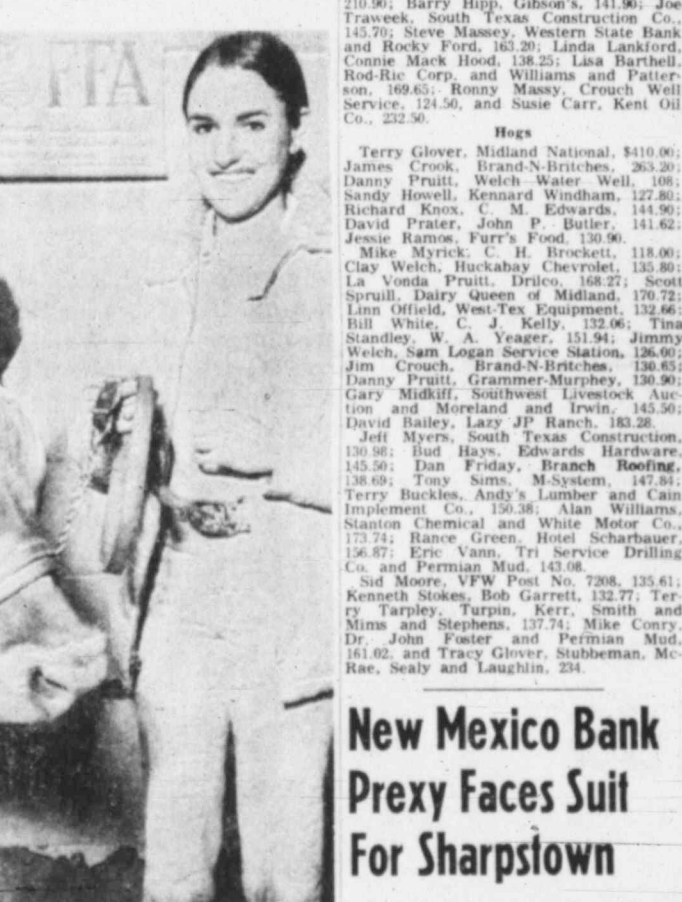 FFA
210.90; Barry Hipp, Gibson's, 141.90; Joe
Traweek, South Texas Construction Co.,
145.70; Steve Massey, Western State Bank
and Rocky Ford, 163.20; Linda Lankford,
Connie Mack Hood, 138.25; Lisa Barthell,
Rod-Ric Corp. and Williams and Patter-
son, 169.65; Ronny Massy, Crouch Well
Service, 124.50, and Susie Carr, Kent Oil
Co., 232.50.
Hogs
Terry Glover, Midland National, $410.00;
James Crook, Brand-N-Britches, 263.20;
Danny Pruitt, Welch Water Well, 108;
Sandy Howell, Kennard Windham, 127.80;
Richard Knox, C. M. Edwards, 144.90;
David Prater, John P. Butler, 141.62;
Jessie Ramos, Furr's Food, 130.90.
Mike Myrick, C. H. Brockett, 118.00;
Clay Welch, Huckabay Chevrolet, 135.80;
La Vonda Pruitt, Drilco, 168.27; Scott
Spruill, Dairy Queen of Midland, 170.72;
Linn Offield, West-Tex Equipment, 132.66;
Bill White, C. J. Kelly, 132.06; Tina
Standley, W. A. Yeager, 151.94; Jimmy
Welch, Sam Logan Service Station, 126.00;
Jim Crouch, Brand-N-Britches, 130.65;
Danny Pruitt, Grammer-Murphey, 130.90;
Gary Midkiff, Southwest Livestock Auc-
tion and Moreland and Irwin, 145.50;
David Bailey, Lazy JP Ranch, 183.28.
Jeff Myers, South Texas Construction,
130.98; Bud Hays, Edwards Hardware,
145.50; Dan Friday, Branch Roofing,
138.69; Tony Sims, M-System, 147.84;
Terry Buckles, Andy's Lumber and Cain
Implement Co., 150.38; Alan Williams,
Stanton Chemical and White Motor Co.,
173.74; Rance Green, Hotel Scharbauer,
156.87; Eric Vann, Tri Service Drilling
Co. and Permian Mud, 143.08.
Sid Moore, VFW Post No. 7208, 135.61;
Kenneth Stokes, Bob Garrett, 132.77; Ter-
ry Tarpley, Turpin, Kerr, Smith and
Mims and Stephens, 137.74; Mike Conry,
Dr. John Foster and Permian Mud,
161.02, and Tracy Glover, Stubbeman, Mc-
Rae, Sealy and Laughlin, 234.
New Mexico Bank
Prexy Faces Suit
For Sharpstown